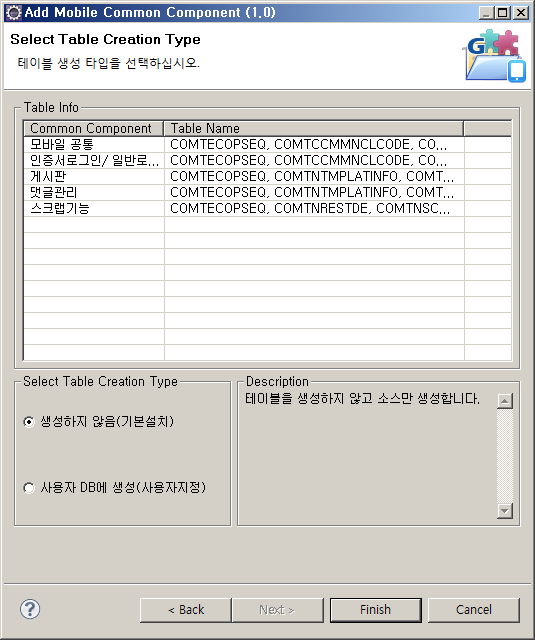 Add Mobile Common Component (1.0)
Select Table Creation Type
테이블 생성 타입을 선택하십시오.
G
Table Info
Common Component Table Name
모바일 공통 COMTECOPSEQ, COMTCCMMNCLCODE, CO...
인증서로그인/ 일반로... COMTECOPSEQ, COMTCCMMNCLCODE, CO...
게시판 COMTNTMPLATINFO, COMTNTMPLATINFO, COMT...
댓글관리 COMTECOPSEQ, COMTNTMPLATINFO, COMT...
스크랩기능 COMTECOPSEQ, COMTNRESTDE, COMTNSC...
Select Table Creation Type
생성하지 않음(기본설치)
사용자 DB에 생성(사용자지정)
Description
테이블을 생성하지 않고 소스만 생성합니다.
?
< Back
Next >
Finish
Cancel